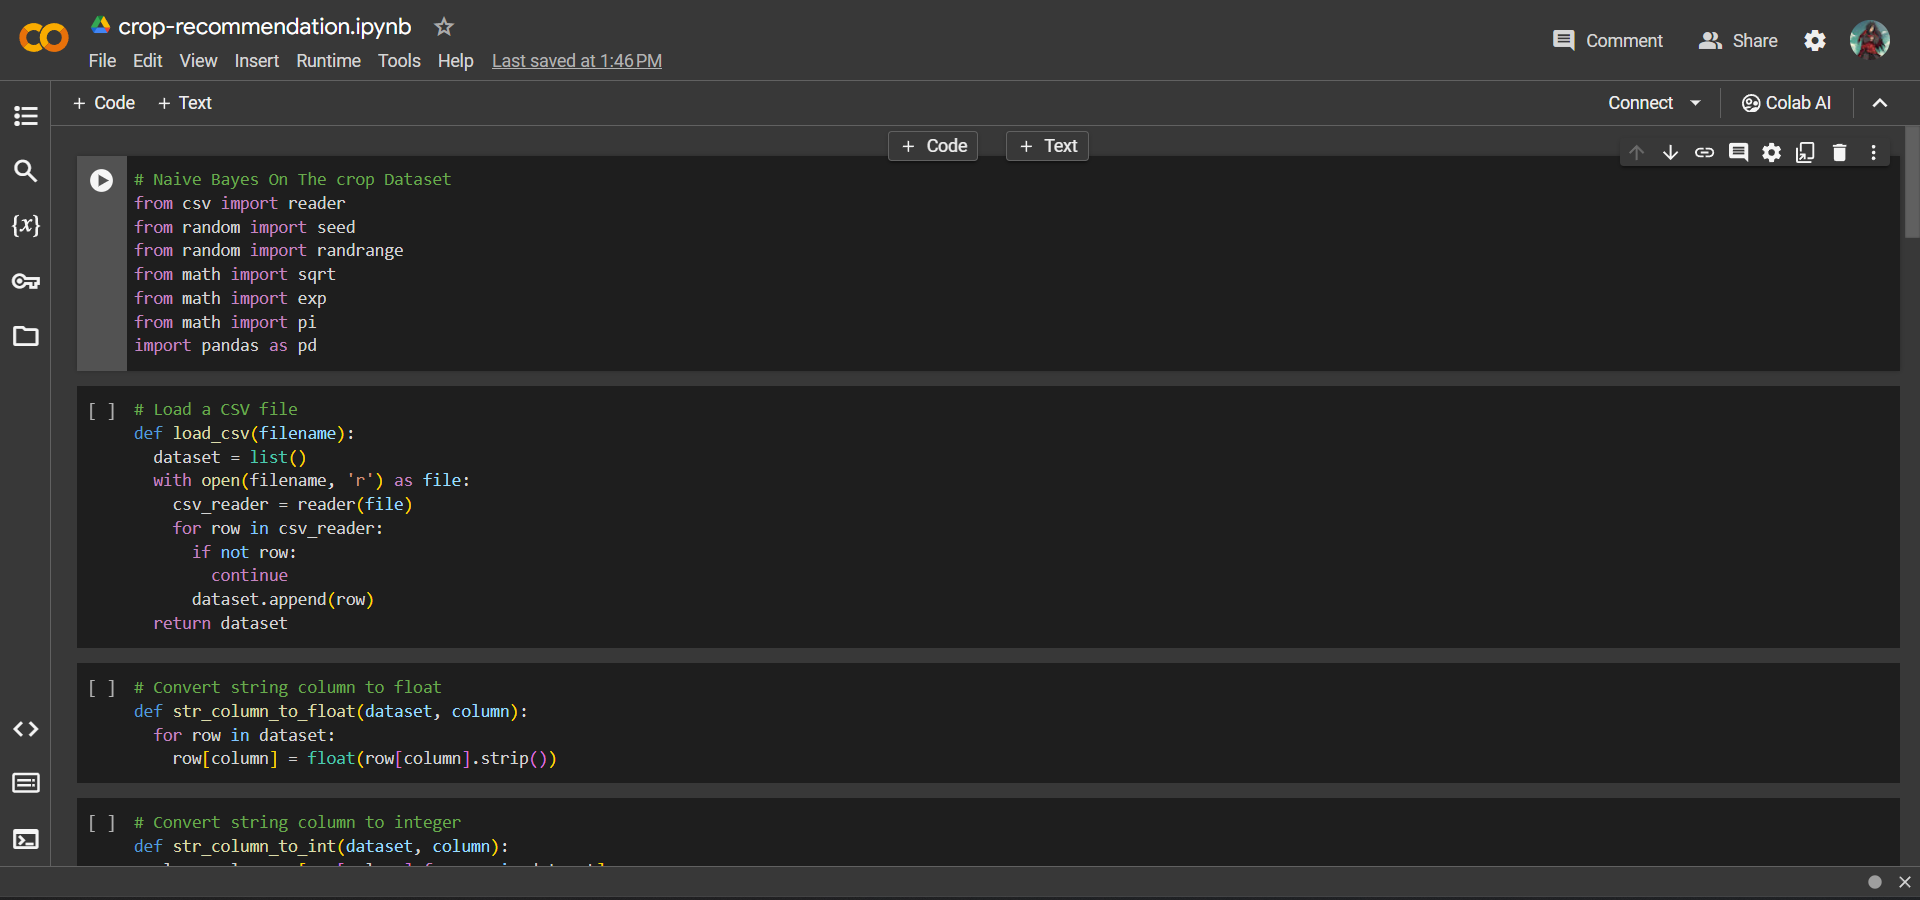 crop-recommendation.ipynb
File Edit View Insert Runtime Tools Help Last saved at 1:46 PM
Comment Share
+ Code + Text
Connect Colab AI
+ Code + Text
# Naive Bayes On The crop Dataset
from csv import reader
from random import seed
from random import randrange
from math import sqrt
from math import exp
from math import pi
import pandas as pd
[ ] # Load a CSV file
def load_csv(filename):
  dataset = list()
  with open(filename, 'r') as file:
    csv_reader = reader(file)
    for row in csv_reader:
      if not row:
        continue
      dataset.append(row)
  return dataset
[ ] # Convert string column to float
def str_column_to_float(dataset, column):
  for row in dataset:
    row[column] = float(row[column].strip())
[ ] # Convert string column to integer
def str_column_to_int(dataset, column):